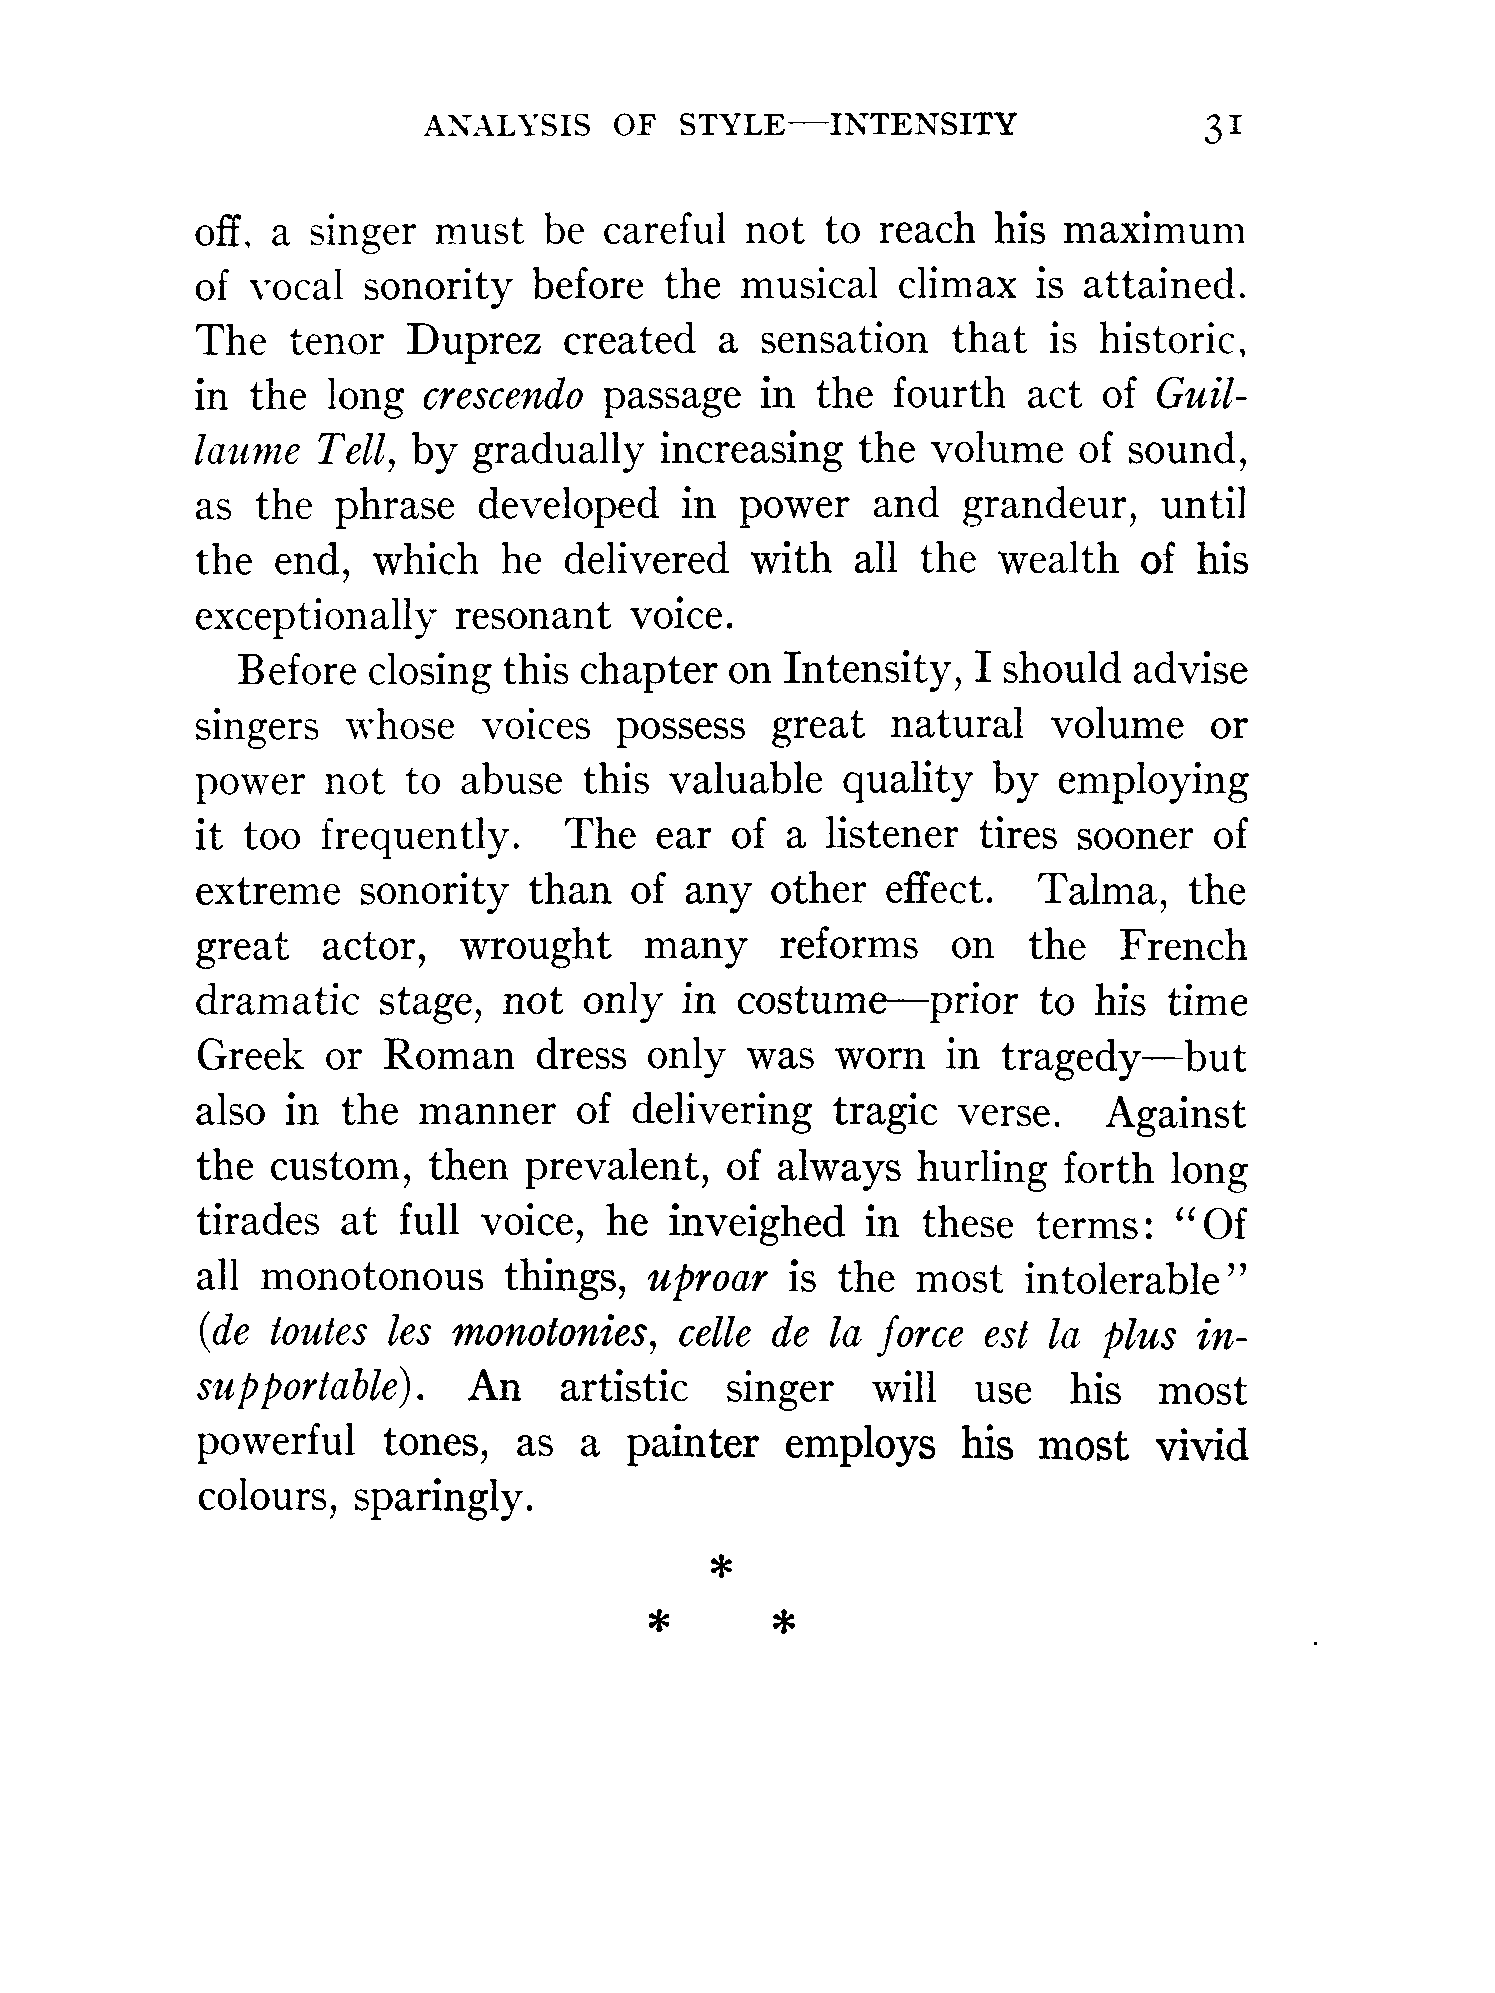 ANALYSIS OF STYLE—INTENSITY 31
off, a singer must be careful not to reach his maximum
of vocal sonority before the musical climax is attained.
The tenor Duprez created a sensation that is historic,
in the long crescendo passage in the fourth act of Guil-
laume Tell, by gradually increasing the volume of sound,
as the phrase developed in power and grandeur, until
the end, which he delivered with all the wealth of his
exceptionally resonant voice.
Before closing this chapter on Intensity, I should advise
singers whose voices possess great natural volume or
power not to abuse this valuable quality by employing
it too frequently. The ear of a listener tires sooner of
extreme sonority than of any other effect. Talma, the
great actor, wrought many reforms on the French
dramatic stage, not only in costume—prior to his time
Greek or Roman dress only was worn in tragedy—but
also in the manner of delivering tragic verse. Against
the custom, then prevalent, of always hurling forth long
tirades at full voice, he inveighed in these terms: "Of
all monotonous things, uproar is the most intolerable"
(de toutes les monotonies, celle de la force est la plus in-
supportable). An artistic singer will use his most
powerful tones, as a painter employs his most vivid
colours, sparingly.
*
* *